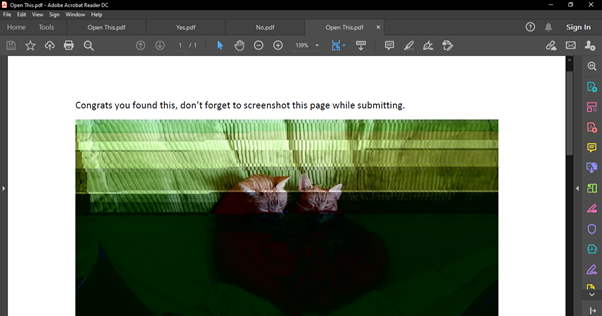 Open This.pdf - Adobe Acrobat Reader DC
File Edit View Sign Window Help
Home Tools Open This.pdf Yes.pdf No.pdf Open This.pdf × Sign In
1 / 1 139%
Congrats you found this, don't forget to screenshot this page while submitting.